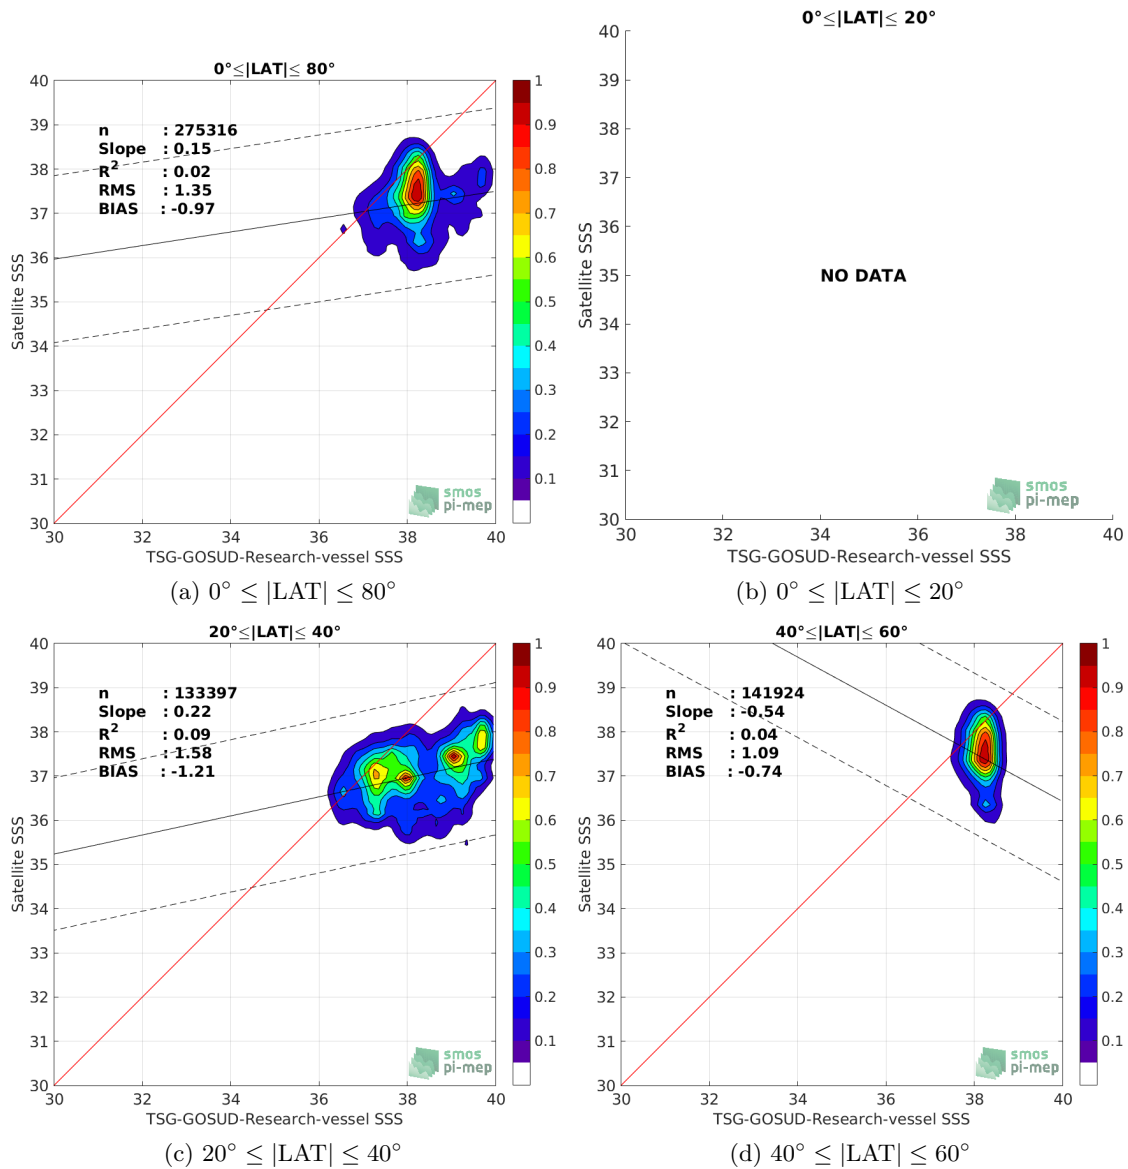 0°≤|LAT|≤ 80°
40
39
38
37
36
35
34
33
32
31
30
30 32 34 36 38 40
Satellite SSS
TSG-GOSUD-Research-vessel SSS
n : 275316
Slope : 0.15
R² : 0.02
RMS : 1.35
BIAS : -0.97
smos
pi-mep
1
0.9
0.8
0.7
0.6
0.5
0.4
0.3
0.2
0.1
(a) 0° ≤ |LAT| ≤ 80°
0°≤|LAT|≤ 20°
40
39
38
37
36
35
34
33
32
31
30
30 32 34 36 38 40
Satellite SSS
TSG-GOSUD-Research-vessel SSS
NO DATA
smos
pi-mep
(b) 0° ≤ |LAT| ≤ 20°
20°≤|LAT|≤ 40°
40
39
38
37
36
35
34
33
32
31
30
30 32 34 36 38 40
Satellite SSS
TSG-GOSUD-Research-vessel SSS
n : 133397
Slope : 0.22
R² : 0.09
RMS : 1.58
BIAS : -1.21
smos
pi-mep
1
0.9
0.8
0.7
0.6
0.5
0.4
0.3
0.2
0.1
(c) 20° ≤ |LAT| ≤ 40°
40°≤|LAT|≤ 60°
40
39
38
37
36
35
34
33
32
31
30
30 32 34 36 38 40
Satellite SSS
TSG-GOSUD-Research-vessel SSS
n : 141924
Slope : -0.54
R² : 0.04
RMS : 1.09
BIAS : -0.74
smos
pi-mep
1
0.9
0.8
0.7
0.6
0.5
0.4
0.3
0.2
0.1
(d) 40° ≤ |LAT| ≤ 60°